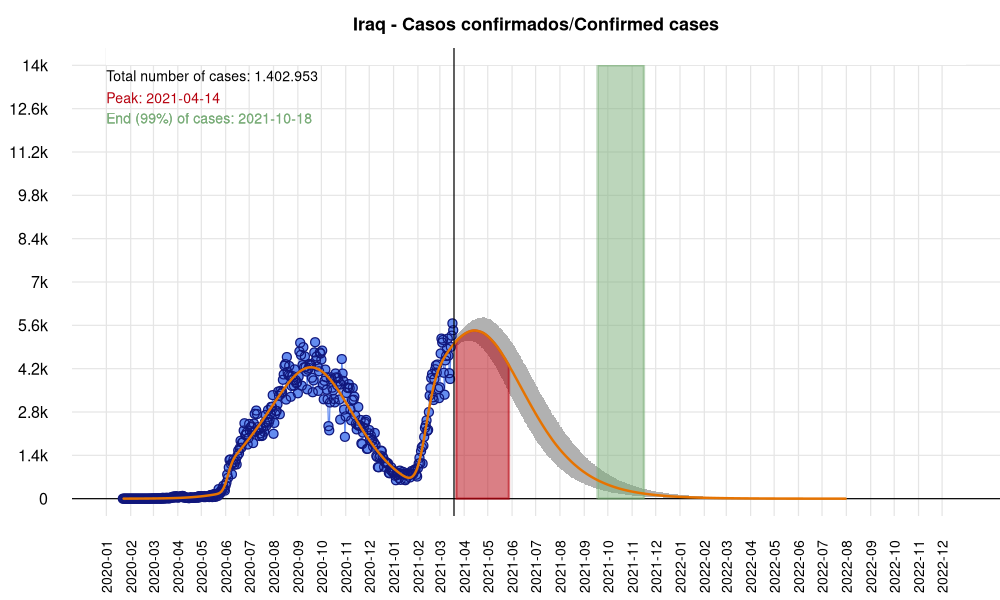 Iraq - Casos confirmados/Confirmed cases
Total number of cases: 1.402.953
Peak: 2021-04-14
End (99%) of cases: 2021-10-18
14k
12.6k
11.2k
9.8k
8.4k
7k
5.6k
4.2k
2.8k
1.4k
0
2020-01
2020-02
2020-03
2020-04
2020-05
2020-06
2020-07
2020-08
2020-09
2020-10
2020-11
2020-12
2021-01
2021-02
2021-03
2021-04
2021-05
2021-06
2021-07
2021-08
2021-09
2021-10
2021-11
2021-12
2022-01
2022-02
2022-03
2022-04
2022-05
2022-06
2022-07
2022-08
2022-09
2022-10
2022-11
2022-12